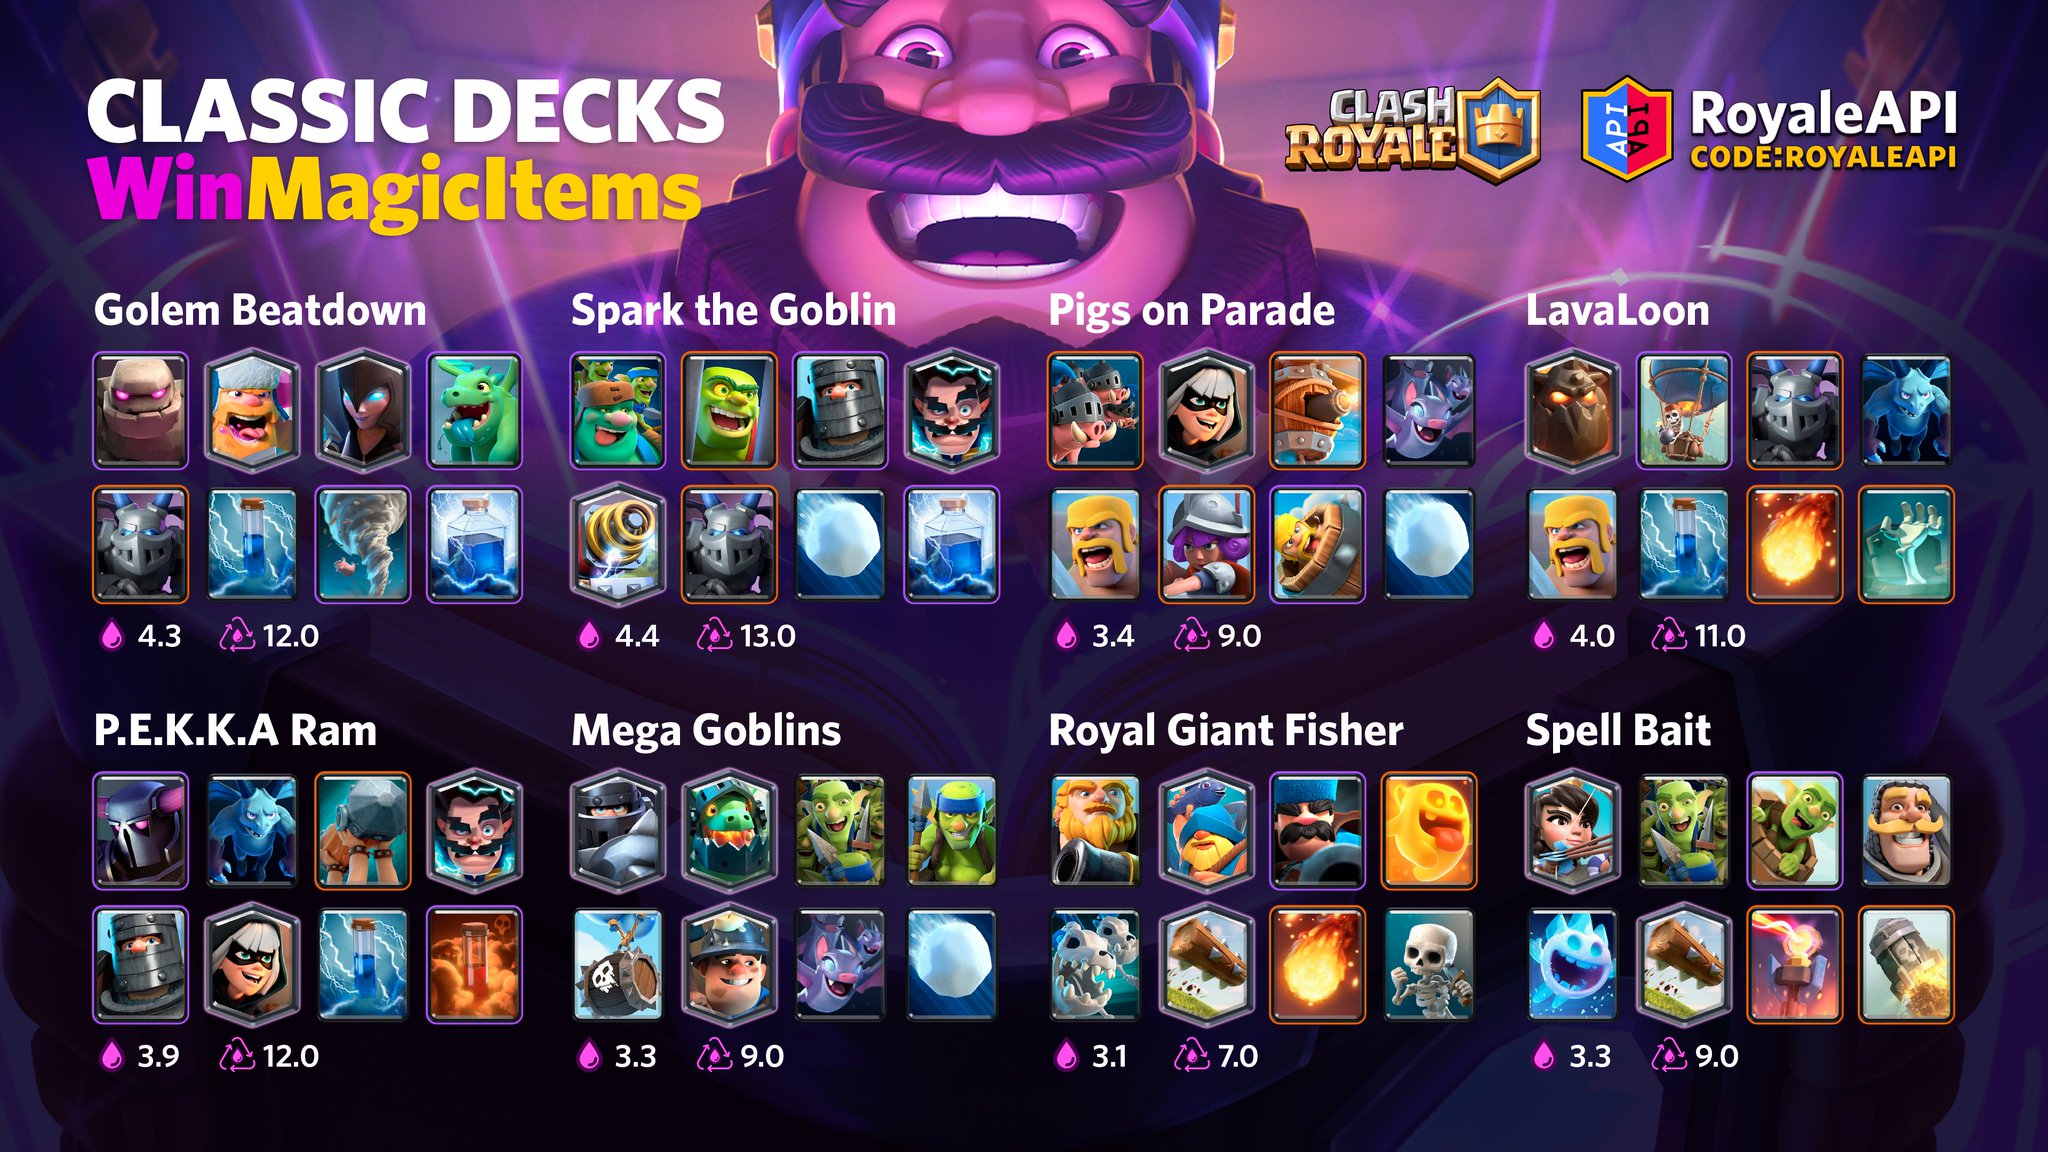 CLASSIC DECKS
WinMagicItems
CLASH
ROYALE
API
API
RoyaleAPI
CODE:ROYALEAPI
Golem Beatdown
4.3 12.0
Spark the Goblin
4.4 13.0
Pigs on Parade
3.4 9.0
LavaLoon
4.0 11.0
P.E.K.K.A Ram
3.9 12.0
Mega Goblins
3.3 9.0
Royal Giant Fisher
3.1 7.0
Spell Bait
3.3 9.0